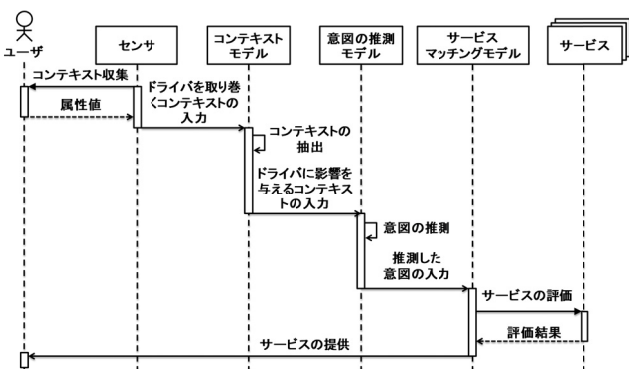 ユーザ
センサ
コンテキスト
モデル
意図の推測
モデル
サービス
マッチングモデル
サービス
コンテキスト収集
属性値
ドライバを取り巻
くコンテキストの
入力
コンテキストの
抽出
ドライバに影響を
与えるコンテキス
トの入力
意図の推測
推測した
意図の入力
サービスの評価
評価結果
サービスの提供